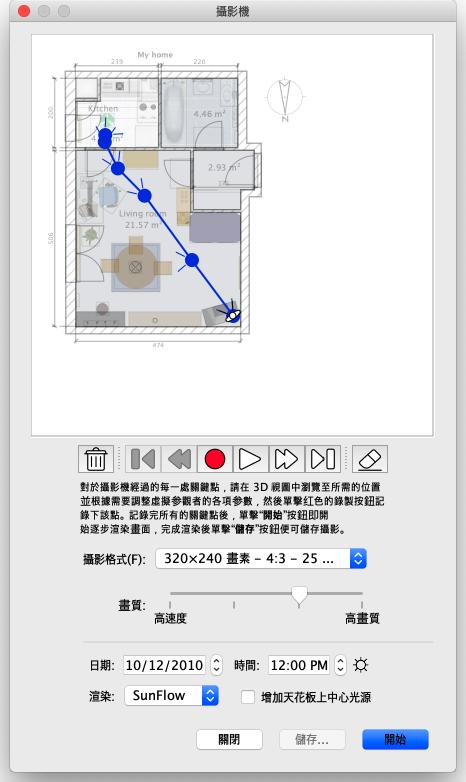 攝影機
My home
239
220
200
Kitchen
4.46 m²
2.93 m²
506
Living room
21.57 m²
474
N
對於攝影機經過的每一處關鍵點，請在 3D 視圖中瀏覽至所需的位置
並根據需要調整虛擬參觀者的各項參數，然後單擊紅色的錄製按鈕記
錄下該點。記錄完所有的關鍵點後，單擊“開始”按鈕即開
始逐步渲染畫面，完成渲染後單擊“儲存”按鈕便可儲存攝影。
攝影格式(F): 320×240 畫素 – 4:3 – 25 ...
畫質:
高速度 高畫質
日期: 10/12/2010 時間: 12:00 PM
渲染: SunFlow 增加天花板上中心光源
關閉 儲存... 開始